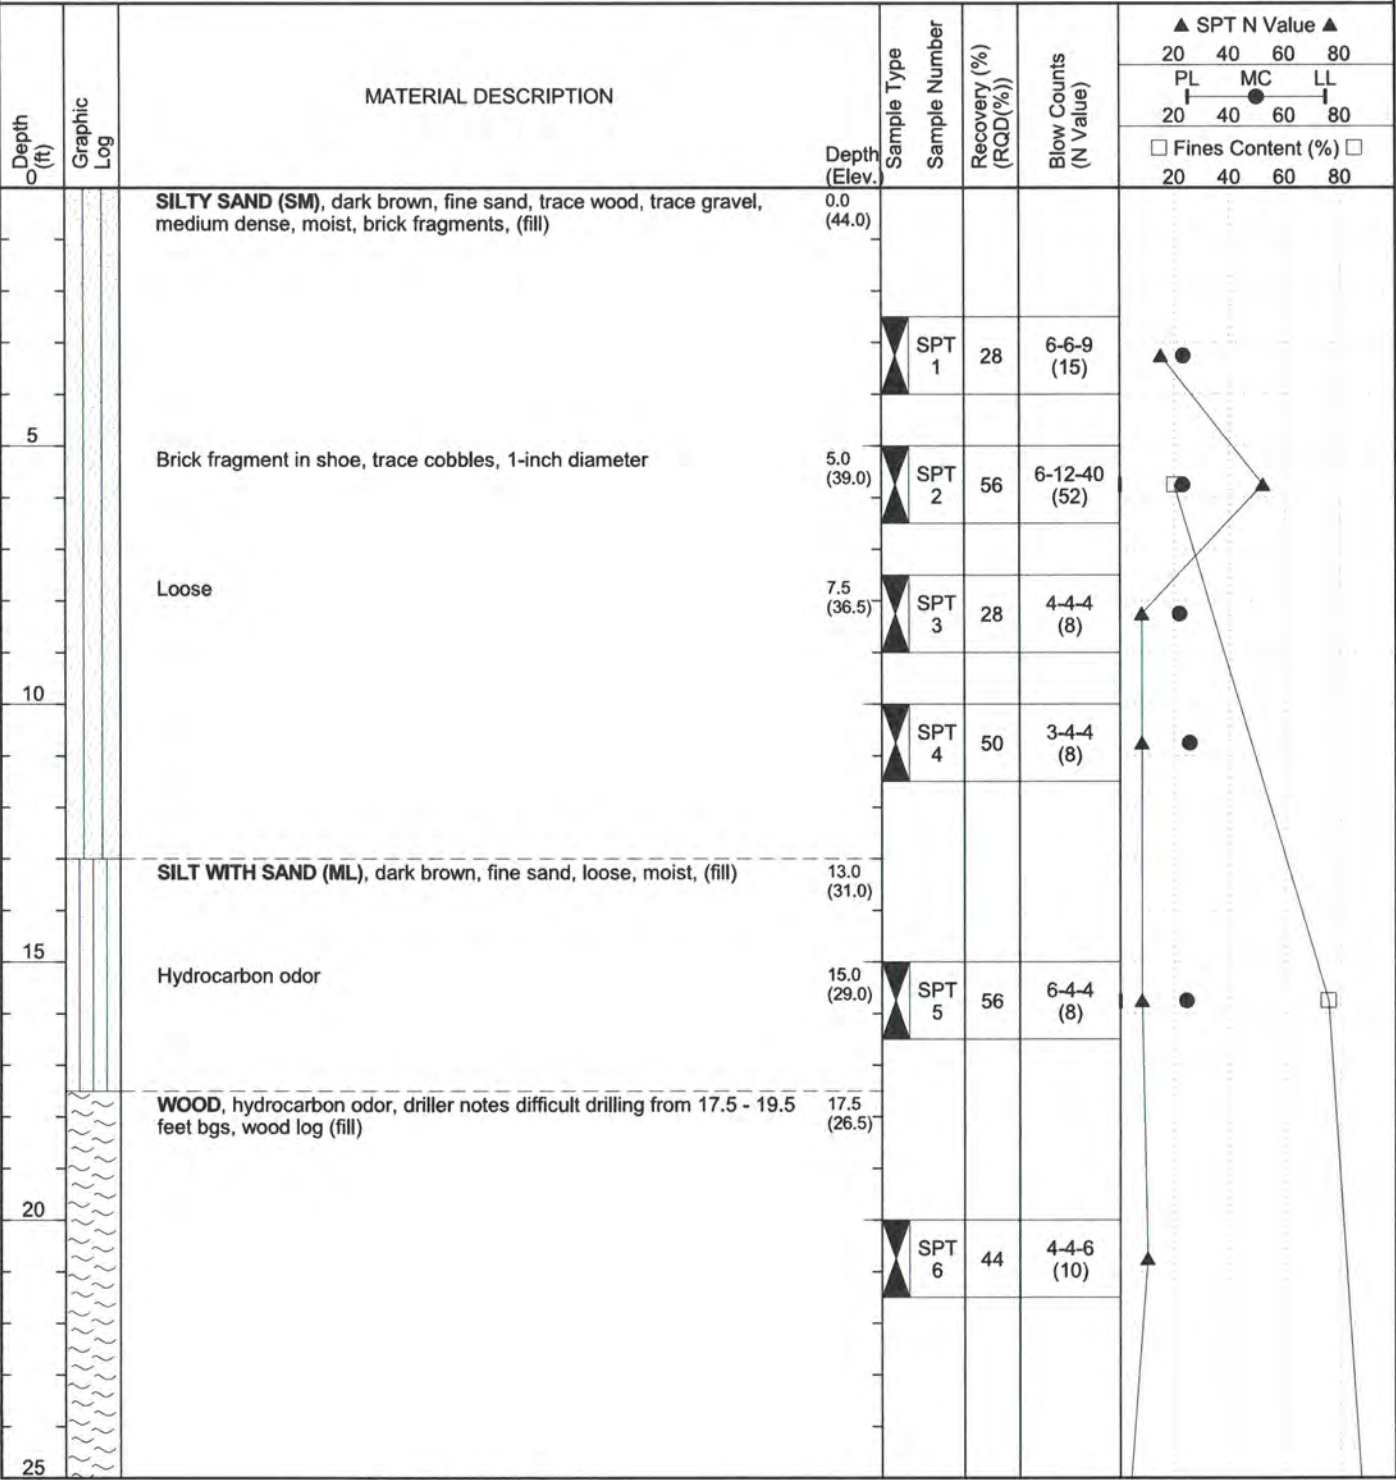 Depth
(ft)
0
Graphic
Log
MATERIAL DESCRIPTION
Depth
(Elev.)
Sample Type
Sample Number
Recovery (%)
(RQD(%))
Blow Counts
(N Value)
▲ SPT N Value ▲
20 40 60 80
PL MC LL
20 40 60 80
□ Fines Content (%) □
20 40 60 80
SILTY SAND (SM), dark brown, fine sand, trace wood, trace gravel,
medium dense, moist, brick fragments, (fill)
0.0
(44.0)
SPT
1
28
6-6-9
(15)
5
Brick fragment in shoe, trace cobbles, 1-inch diameter
5.0
(39.0)
SPT
2
56
6-12-40
(52)
Loose
7.5
(36.5)
SPT
3
28
4-4-4
(8)
10
SPT
4
50
3-4-4
(8)
SILT WITH SAND (ML), dark brown, fine sand, loose, moist, (fill)
13.0
(31.0)
15
Hydrocarbon odor
15.0
(29.0)
SPT
5
56
6-4-4
(8)
WOOD, hydrocarbon odor, driller notes difficult drilling from 17.5 - 19.5
feet bgs, wood log (fill)
17.5
(26.5)
20
SPT
6
44
4-4-6
(10)
25